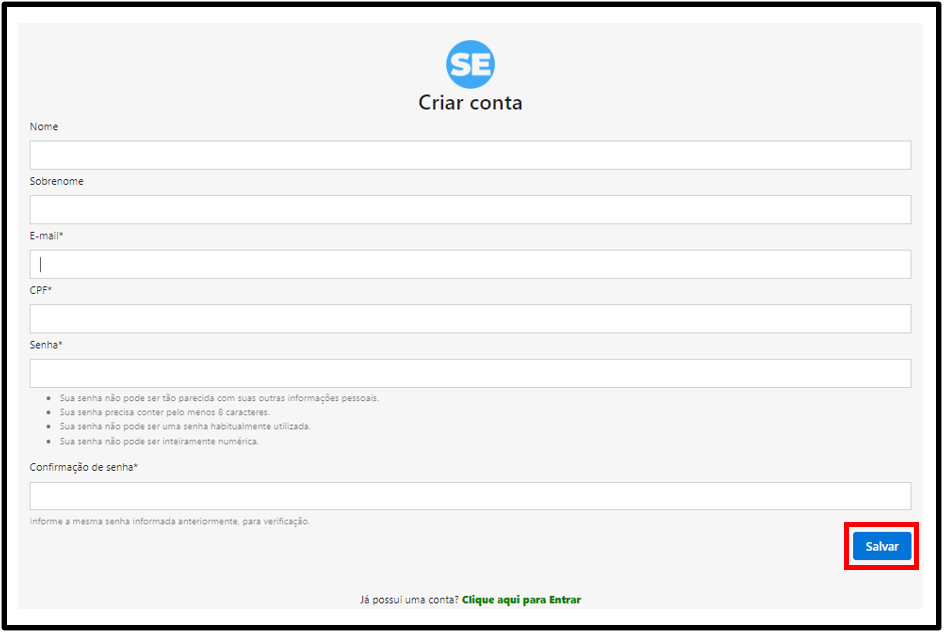 SE
Criar conta
Nome
Sobrenome
E-mail*
CPF*
Senha*
Sua senha não pode ser tão parecida com suas outras informações pessoais.
Sua senha precisa conter pelo menos 8 caracteres.
Sua senha não pode ser uma senha habitualmente utilizada.
Sua senha não pode ser inteiramente numérica.
Confirmação de senha*
Informe a mesma senha informada anteriormente, para verificação.
Salvar
Já possui uma conta? Clique aqui para Entrar